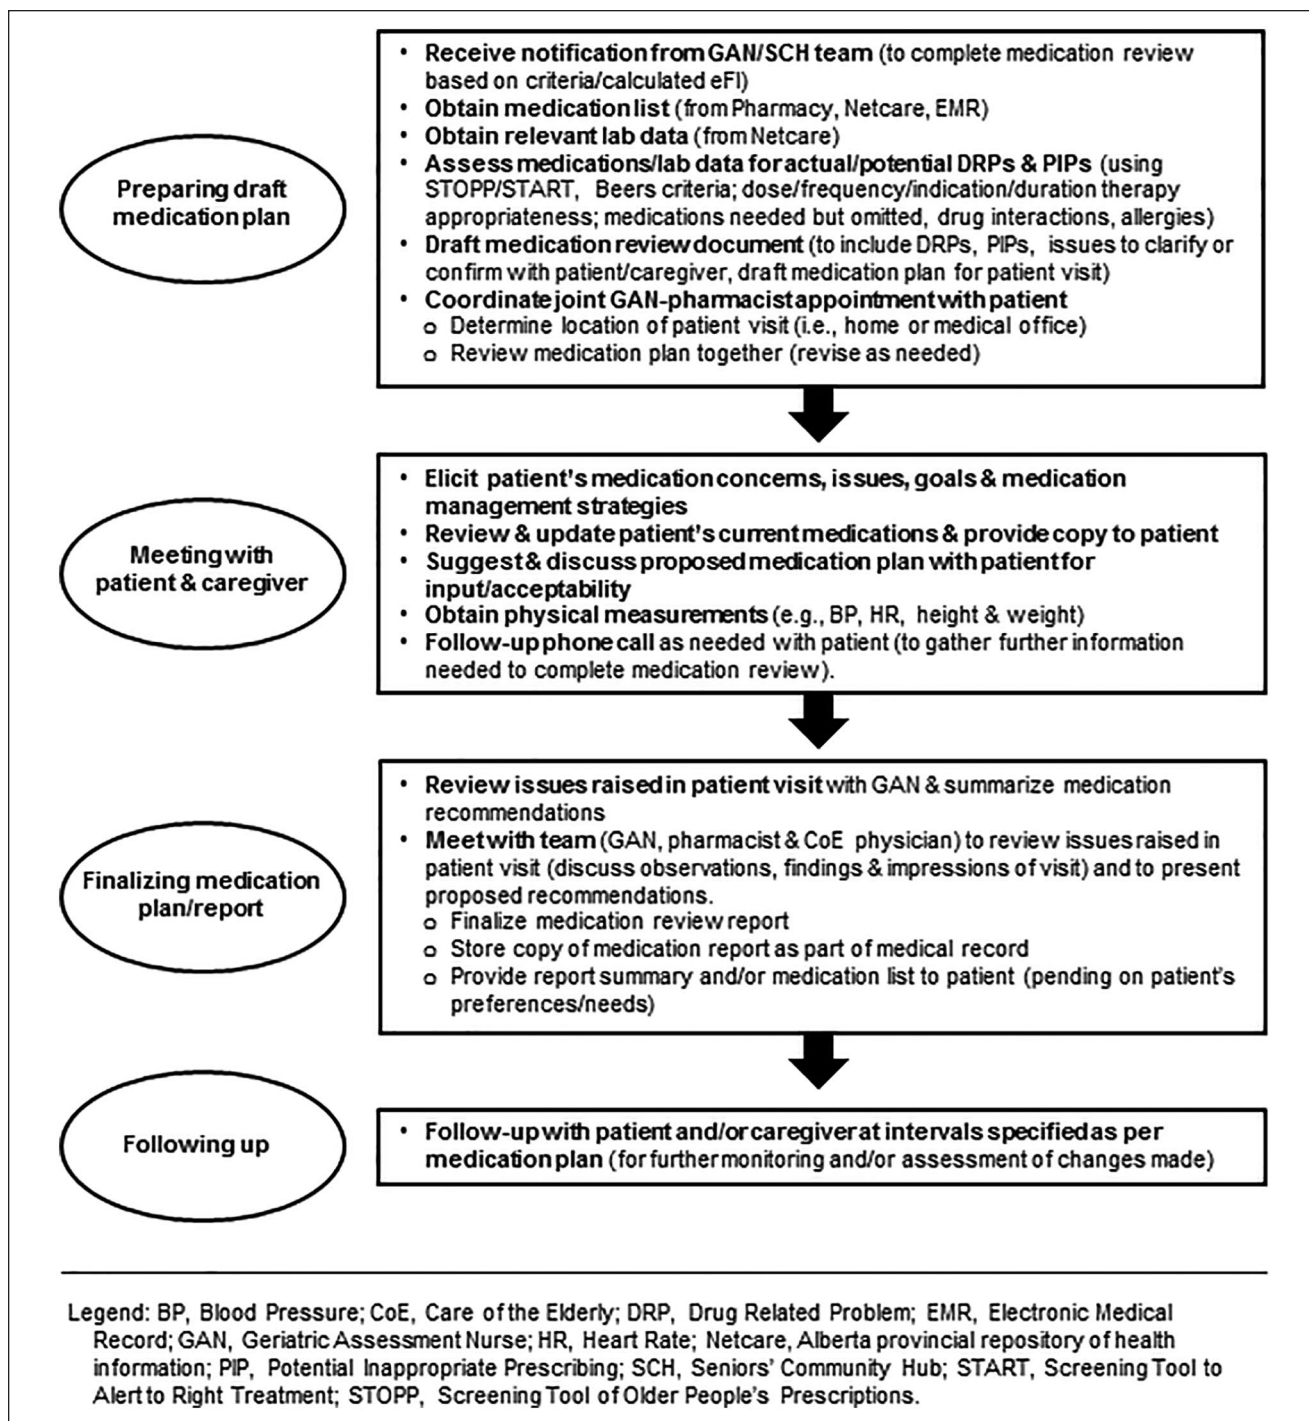 Preparing draft
medication plan
• Receive notification from GAN/SCH team (to complete medication review
based on criteria/calculated eFI)
• Obtain medication list (from Pharmacy, Netcare, EMR)
• Obtain relevant lab data (from Netcare)
• Assess medications/lab data for actual/potential DRPs & PIPs (using
STOPP/START, Beers criteria; dose/frequency/indication/duration therapy
appropriateness; medications needed but omitted, drug interactions, allergies)
• Draft medication review document (to include DRPs, PIPs, issues to clarify or
confirm with patient/caregiver, draft medication plan for patient visit)
• Coordinate joint GAN-pharmacist appointment with patient
o Determine location of patient visit (i.e., home or medical office)
o Review medication plan together (revise as needed)
Meeting with
patient & caregiver
• Elicit patient's medication concerns, issues, goals & medication
management strategies
• Review & update patient's current medications & provide copy to patient
• Suggest & discuss proposed medication plan with patient for
input/acceptability
• Obtain physical measurements (e.g., BP, HR, height & weight)
• Follow-up phone call as needed with patient (to gather further information
needed to complete medication review).
Finalizing medication
plan/report
• Review issues raised in patient visit with GAN & summarize medication
recommendations
• Meet with team (GAN, pharmacist & CoE physician) to review issues raised in
patient visit (discuss observations, findings & impressions of visit) and to present
proposed recommendations.
o Finalize medication review report
o Store copy of medication report as part of medical record
o Provide report summary and/or medication list to patient (pending on patient's
preferences/needs)
Following up
• Follow-up with patient and/or caregiver at intervals specified as per
medication plan (for further monitoring and/or assessment of changes made)
Legend: BP, Blood Pressure; CoE, Care of the Elderly; DRP, Drug Related Problem; EMR, Electronic Medical
Record; GAN, Geriatric Assessment Nurse; HR, Heart Rate; Netcare, Alberta provincial repository of health
information; PIP, Potential Inappropriate Prescribing; SCH, Seniors' Community Hub; START, Screening Tool to
Alert to Right Treatment; STOPP, Screening Tool of Older People's Prescriptions.